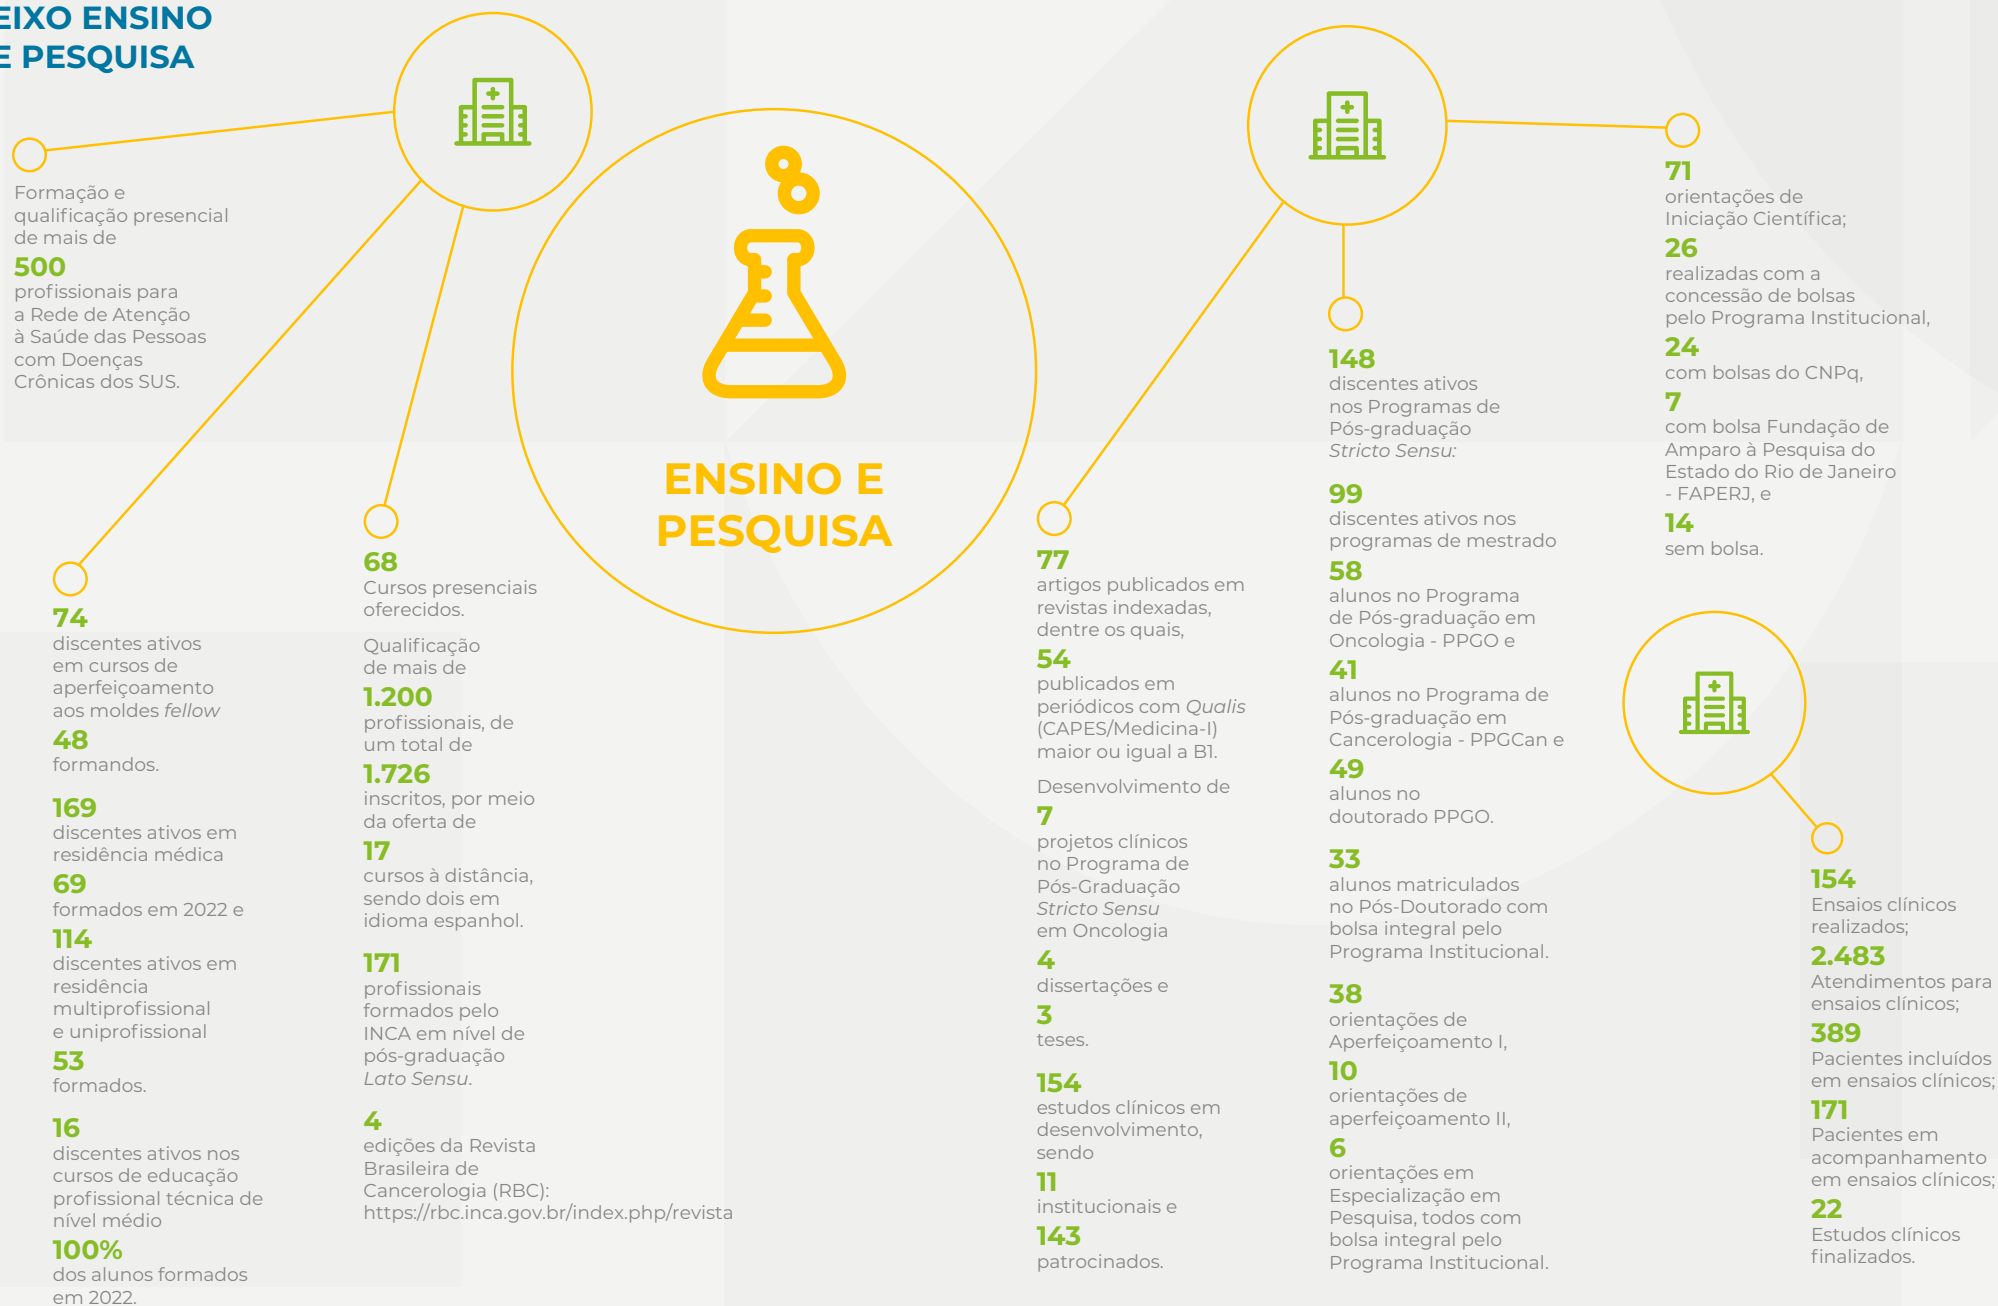 EIXO ENSINO
E PESQUISA
Formação e
qualificação presencial
de mais de
500
profissionais para
a Rede de Atenção
à Saúde das Pessoas
com Doenças
Crônicas dos SUS.
74
discentes ativos
em cursos de
aperfeiçoamento
aos moldes fellow
48
formandos.
169
discentes ativos em
residência médica
69
formados em 2022 e
114
discentes ativos em
residência
multiprofissional
e uniprofissional
53
formados.
16
discentes ativos nos
cursos de educação
profissional técnica de
nível médio
100%
dos alunos formados
em 2022.
68
Cursos presenciais
oferecidos.
Qualificação
de mais de
1.200
profissionais, de
um total de
1.726
inscritos, por meio
da oferta de
17
cursos à distância,
sendo dois em
idioma espanhol.
171
profissionais
formados pelo
INCA em nível de
pós-graduação
Lato Sensu.
4
edições da Revista
Brasileira de
Cancerologia (RBC):
https://rbc.inca.gov.br/index.php/revista
ENSINO E
PESQUISA
77
artigos publicados em
revistas indexadas,
dentre os quais,
54
publicados em
periódicos com Qualis
(CAPES/Medicina-I)
maior ou igual a B1.
Desenvolvimento de
7
projetos clínicos
no Programa de
Pós-Graduação
Stricto Sensu
em Oncologia
4
dissertações e
3
teses.
154
estudos clínicos em
desenvolvimento,
sendo
11
institucionais e
143
patrocinados.
148
discentes ativos
nos Programas de
Pós-graduação
Stricto Sensu:
99
discentes ativos nos
programas de mestrado
58
alunos no Programa
de Pós-graduação em
Oncologia - PPGO e
41
alunos no Programa de
Pós-graduação em
Cancerologia - PPGCan e
49
alunos no
doutorado PPGO.
33
alunos matriculados
no Pós-Doutorado com
bolsa integral pelo
Programa Institucional.
38
orientações de
Aperfeiçoamento I,
10
orientações de
aperfeiçoamento II,
6
orientações em
Especialização em
Pesquisa, todos com
bolsa integral pelo
Programa Institucional.
71
orientações de
Iniciação Científica;
26
realizadas com a
concessão de bolsas
pelo Programa Institucional,
24
com bolsas do CNPq,
7
com bolsa Fundação de
Amparo à Pesquisa do
Estado do Rio de Janeiro
- FAPERJ, e
14
sem bolsa.
154
Ensaios clínicos
realizados;
2.483
Atendimentos para
ensaios clínicos;
389
Pacientes incluídos
em ensaios clínicos;
171
Pacientes em
acompanhamento
em ensaios clínicos;
22
Estudos clínicos
finalizados.